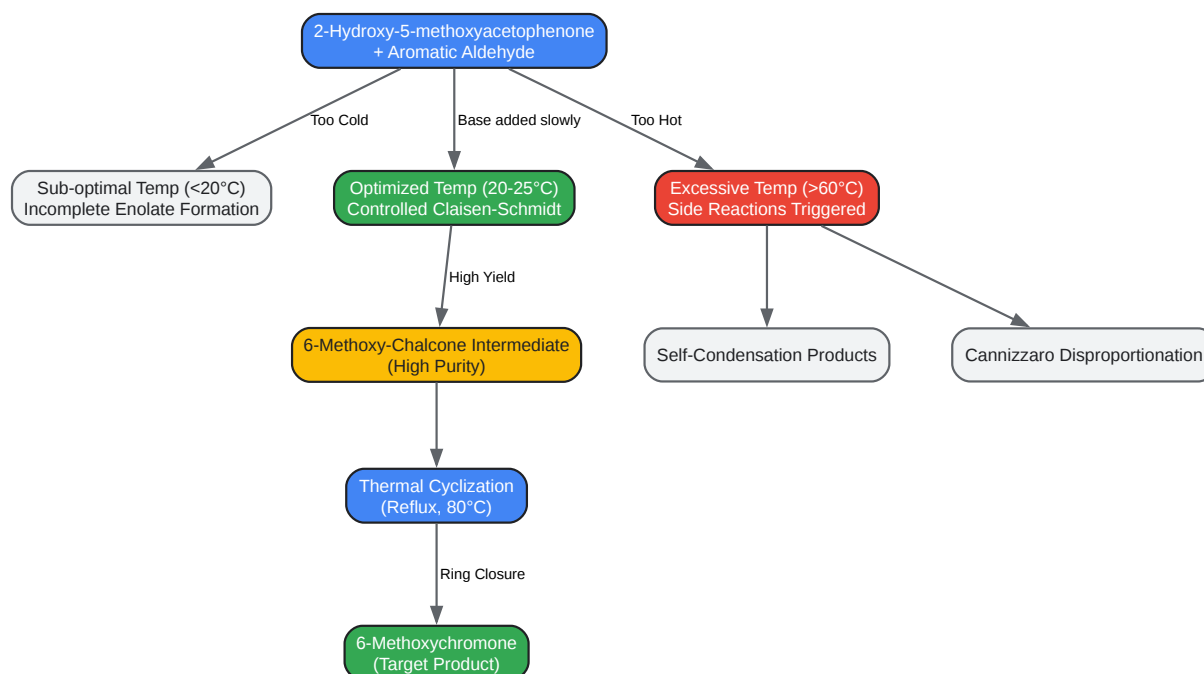 2-Hydroxy-5-methoxyacetophenone
+ Aromatic Aldehyde
Too Cold
Base added slowly
Too Hot
Sub-optimal Temp (<20°C)
Incomplete Enolate Formation
Optimized Temp (20-25°C)
Controlled Claisen-Schmidt
Excessive Temp (>60°C)
Side Reactions Triggered
High Yield
6-Methoxy-Chalcone Intermediate
(High Purity)
Self-Condensation Products
Cannizzaro Disproportionation
Thermal Cyclization
(Reflux, 80°C)
Ring Closure
6-Methoxychromone
(Target Product)